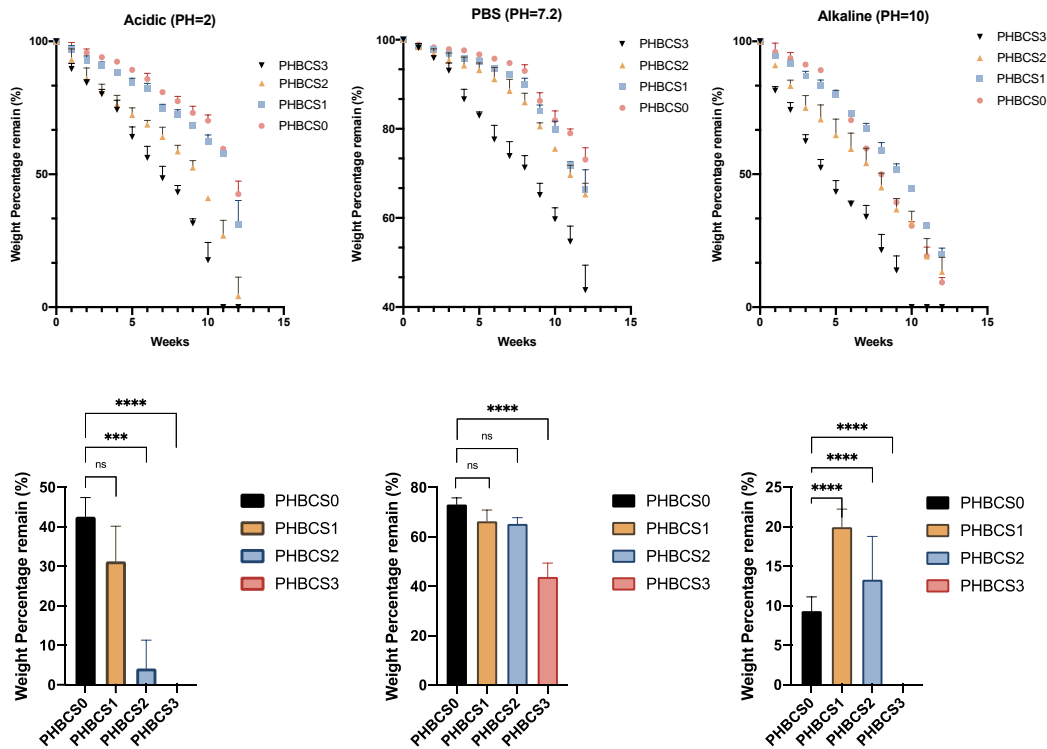 Acidic (PH=2)
Weight Percentage remain (%)
100
50
0
0
5
10
15
Weeks
PHBCS3
PHBCS2
PHBCS1
PHBCS0
PBS (PH=7.2)
Weight Percentage remain (%)
100
80
60
40
0
5
10
15
Weeks
PHBCS3
PHBCS2
PHBCS1
PHBCS0
Alkaline (PH=10)
Weight Percentage remain (%)
100
50
0
0
5
10
15
Weeks
PHBCS3
PHBCS2
PHBCS1
PHBCS0
****
***
ns
Weight Percentage remain (%)
50
40
30
20
10
0
PHBCS0
PHBCS1
PHBCS2
PHBCS3
PHBCS0
PHBCS1
PHBCS2
PHBCS3
****
ns
ns
Weight Percentage remain (%)
80
60
40
20
0
PHBCS0
PHBCS1
PHBCS2
PHBCS3
PHBCS0
PHBCS1
PHBCS2
PHBCS3
****
****
****
Weight Percentage remain (%)
25
20
15
10
5
0
PHBCS0
PHBCS1
PHBCS2
PHBCS3
PHBCS0
PHBCS1
PHBCS2
PHBCS3